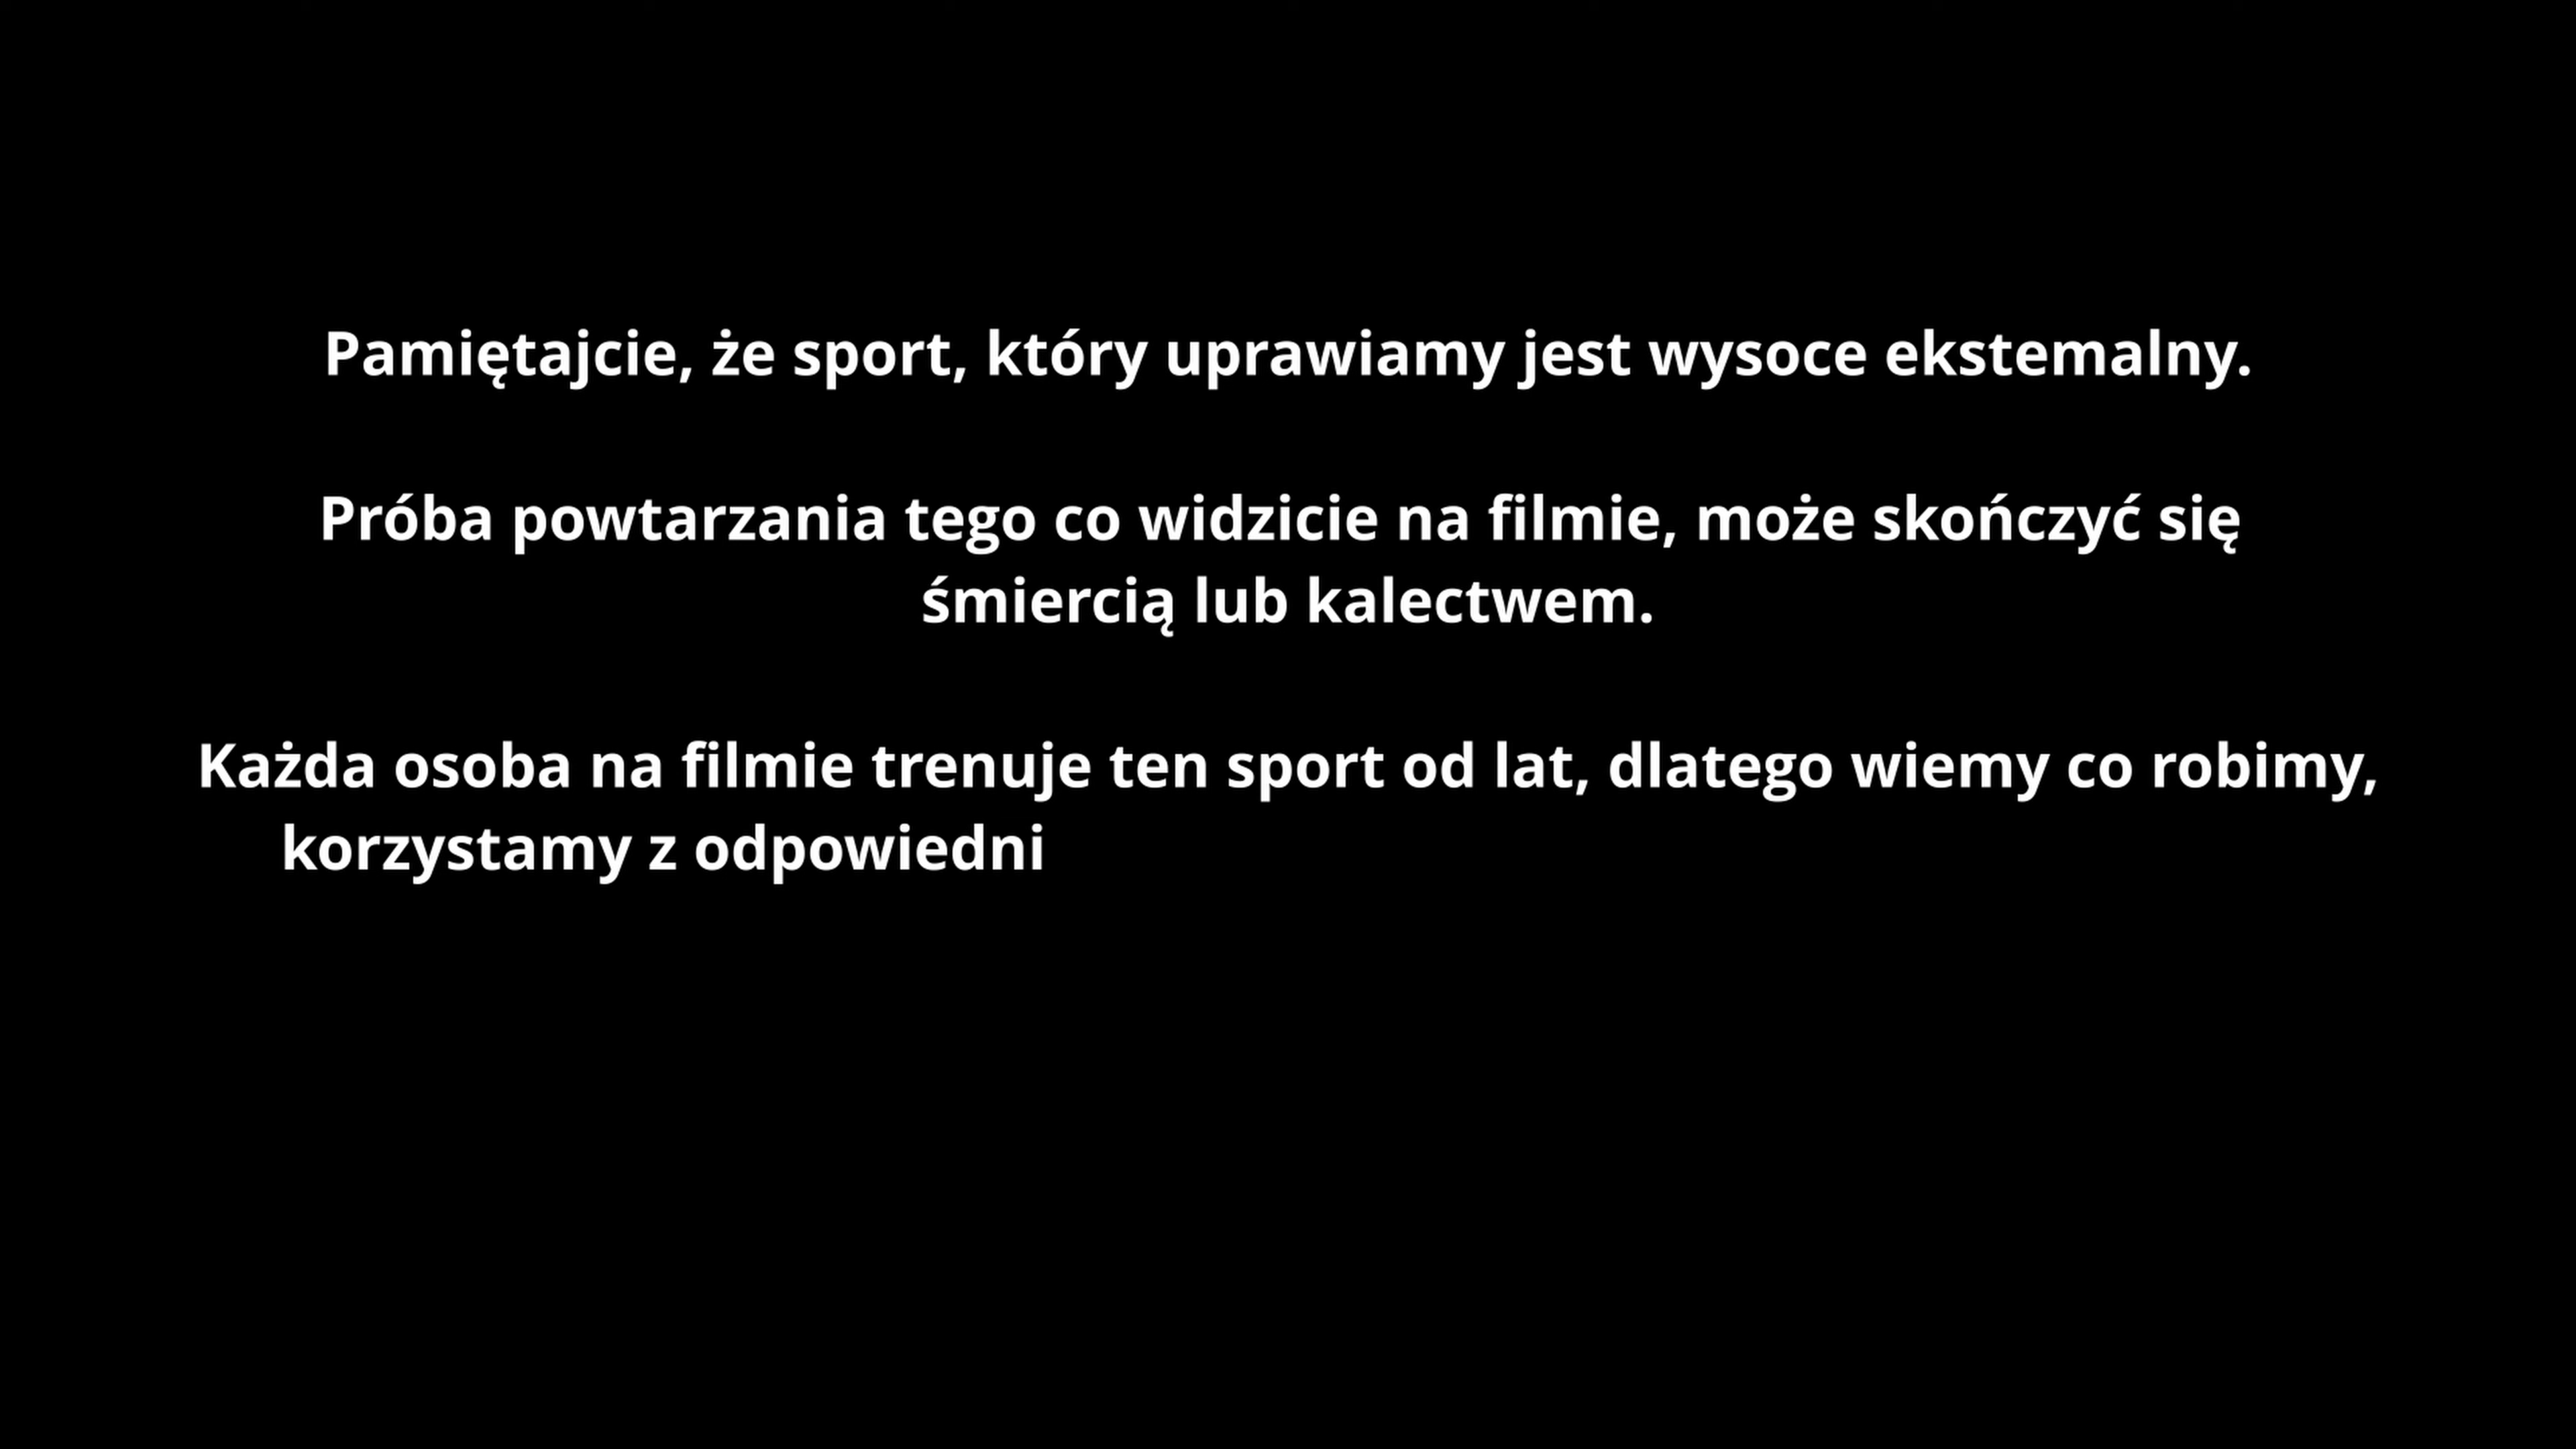 Pamiętajcie, że sport, który uprawiamy jest wysoce ekstemalny.
Próba powtarzania tego co widzicie na filmie, może skończyć się
śmiercią lub kalectwem.
Każda osoba na filmie trenuje ten sport od lat, dlatego wiemy co robimy,
korzystamy z odpowiedni